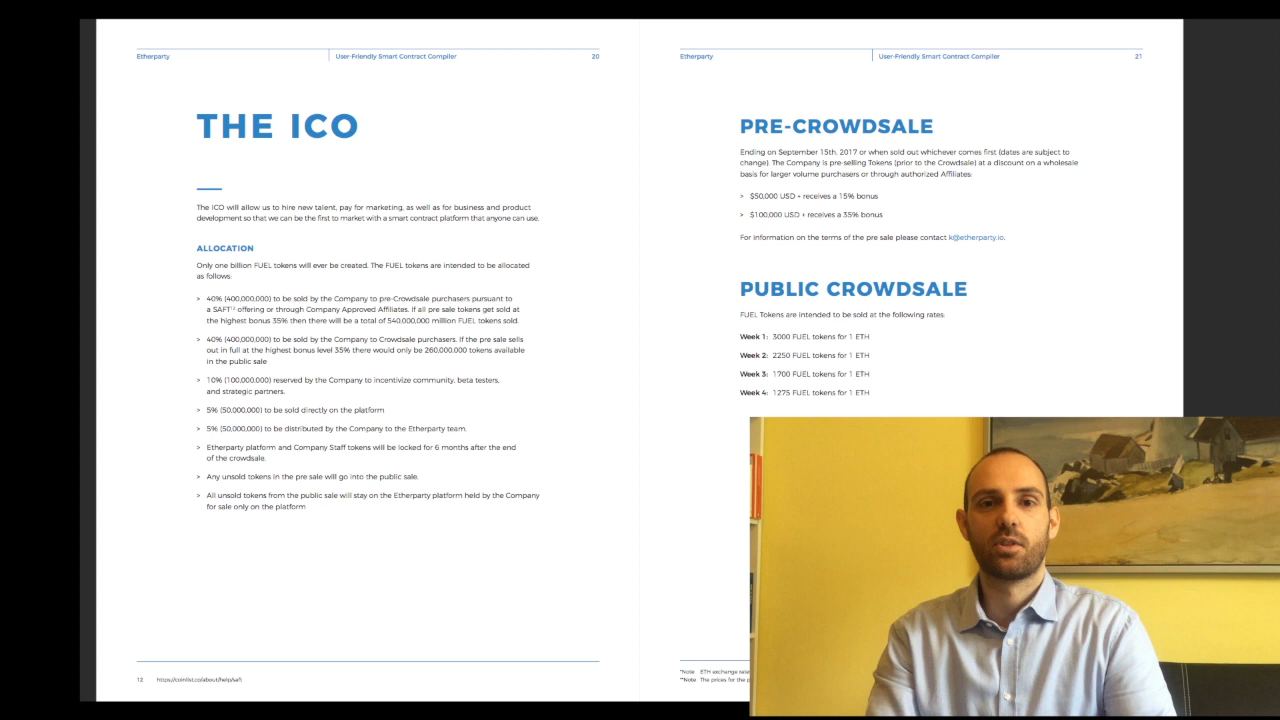 Etherparty
User-Friendly Smart Contract Compiler
20
THE ICO
The ICO will allow us to hire new talent, pay for marketing, as well as for business and product
development so that we can be the first to market with a smart contract platform that anyone can use.
ALLOCATION
Only one billion FUEL tokens will ever be created. The FUEL tokens are intended to be allocated
as follows:
> 40% (400,000,000) to be sold by the Company to pre-Crowdsale purchasers pursuant to
a SAFT¹² offering or through Company Approved Affiliates. If all pre sale tokens get sold at
the highest bonus 35% then there will be a total of 540,000,000 million FUEL tokens sold.
> 40% (400,000,000) to be sold by the Company to Crowdsale purchasers. If the pre sale sells
out in full at the highest bonus level 35% there would only be 260,000,000 tokens available
in the public sale
> 10% (100,000,000) reserved by the Company to incentivize community, beta testers,
and strategic partners.
> 5% (50,000,000) to be sold directly on the platform
> 5% (50,000,000) to be distributed by the Company to the Etherparty team.
> Etherparty platform and Company Staff tokens will be locked for 6 months after the end
of the crowdsale.
> Any unsold tokens in the pre sale will go into the public sale.
> All unsold tokens from the public sale will stay on the Etherparty platform held by the Company
for sale only on the platform
12 https://coinlist.co/about/help/saft
Etherparty
User-Friendly Smart Contract Compiler
21
PRE-CROWDSALE
Ending on September 15th, 2017 or when sold out whichever comes first (dates are subject to
change). The Company is pre-selling Tokens (prior to the Crowdsale) at a discount on a wholesale
basis for larger volume purchasers or through authorized Affiliates:
> $50,000 USD + receives a 15% bonus
> $100,000 USD + receives a 35% bonus
For information on the terms of the pre sale please contact k@etherparty.io.
PUBLIC CROWDSALE
FUEL Tokens are intended to be sold at the following rates:
Week 1: 3000 FUEL tokens for 1 ETH
Week 2: 2250 FUEL tokens for 1 ETH
Week 3: 1700 FUEL tokens for 1 ETH
Week 4: 1275 FUEL tokens for 1 ETH
*Note ETH exchange rate
**Note The prices for the